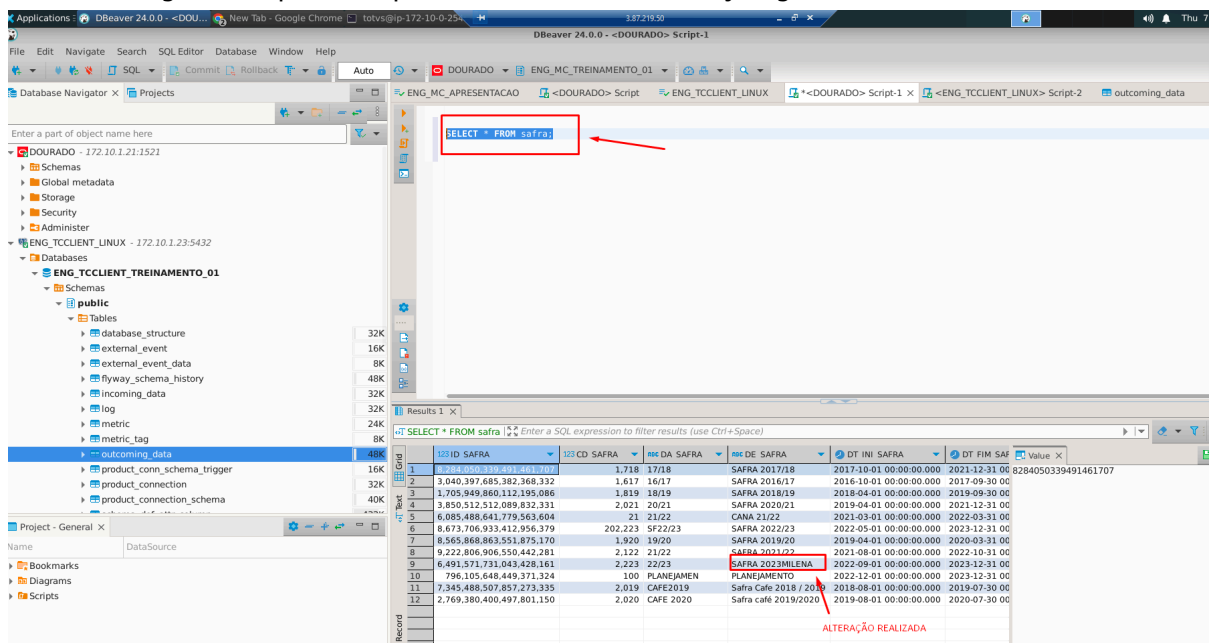 Applications
DBeaver 24.0.0 - <DOU...
New Tab - Google Chrome
totvs@ip-172-10-0-254
3.87.219.50
Thu 7
DBeaver 24.0.0 - <DOURADO> Script-1
File Edit Navigate Search SQL Editor Database Window Help
SQL Commit Rollback Auto DOURADO ENG_MC_TREINAMENTO_01
Database Navigator Projects
ENG_MC_APRESENTACAO <DOURADO> Script ENG_TCCLIENT_LINUX *<DOURADO> Script-1 <ENG_TCCLIENT_LINUX> Script-2 outcoming_data
Enter a part of object name here
SELECT * FROM safra;
DOURADO - 172.10.1.21:1521
Schemas
Global metadata
Storage
Security
Administer
ENG_TCCLIENT_LINUX - 172.10.1.23:5432
Databases
ENG_TCCLIENT_TREINAMENTO_01
Schemas
public
Tables
database_structure 32K
external_event 16K
external_event_data 8K
flyway_schema_history 48K
incoming_data 32K
log 32K
metric 24K
metric_tag 8K
outcoming_data 48K
product_conn_schema_trigger 16K
product_connection 32K
product_connection_schema 40K
Project - General
Name DataSource
Bookmarks
Diagrams
Scripts
Results 1
SELECT * FROM safra Enter a SQL expression to filter results (use Ctrl+Space)
Grid
Text
Record
123 ID SAFRA 123 CD SAFRA ABC DA SAFRA ABC DE SAFRA DT INI SAFRA DT FIM SAF Value
1 8,284,050,339,491,461,707 1,718 17/18 SAFRA 2017/18 2017-10-01 00:00:00.000 2021-12-31 00 8284050339491461707
2 3,040,397,685,382,368,332 1,617 16/17 SAFRA 2016/17 2016-10-01 00:00:00.000 2017-09-30 00
3 1,705,949,860,112,195,086 1,819 18/19 SAFRA 2018/19 2018-04-01 00:00:00.000 2019-09-30 00
4 3,850,512,512,089,832,331 2,021 20/21 SAFRA 2020/21 2019-04-01 00:00:00.000 2021-12-31 00
5 6,085,488,641,779,563,604 21 21/22 CANA 21/22 2021-03-01 00:00:00.000 2022-03-31 00
6 8,673,706,933,412,956,379 202,223 SF22/23 SAFRA 2022/23 2022-05-01 00:00:00.000 2023-12-31 00
7 8,565,868,863,551,875,170 1,920 19/20 SAFRA 2019/20 2019-04-01 00:00:00.000 2020-03-31 00
8 9,222,806,906,550,442,281 2,122 21/22 SAFRA 2021/22 2021-08-01 00:00:00.000 2022-10-31 00
9 6,491,571,731,043,428,161 2,223 22/23 SAFRA 2023MILENA 2022-09-01 00:00:00.000 2023-12-31 00
10 796,105,648,449,371,324 100 PLANEJAMEN PLANEJAMENTO 2022-12-01 00:00:00.000 2023-12-31 00
11 7,345,488,507,857,273,335 2,019 CAFE2019 Safra Cafe 2018 / 2019 2018-08-01 00:00:00.000 2019-07-30 00
12 2,769,380,400,497,801,150 2,020 CAFE 2020 Safra café 2019/2020 2019-08-01 00:00:00.000 2020-07-30 00
ALTERAÇÃO REALIZADA